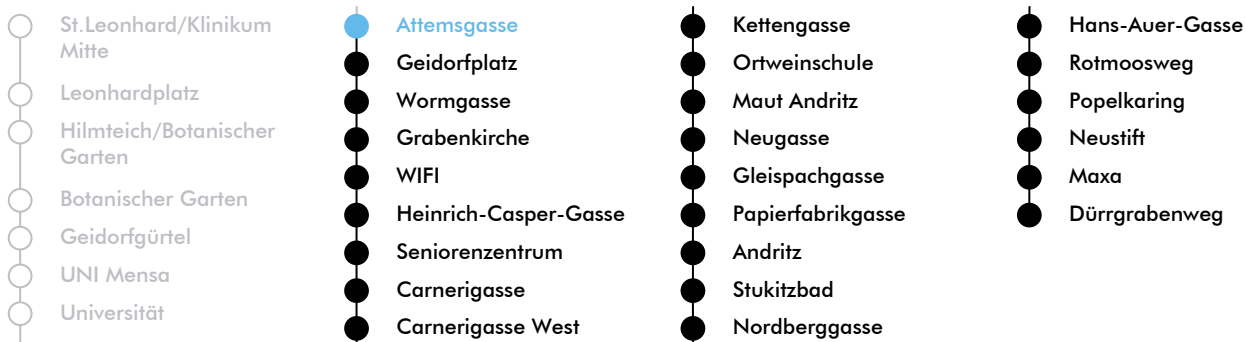 St.Leonhard/Klinikum
Mitte
Leonhardplatz
Hilmteich/Botanischer
Garten
Botanischer Garten
Geidorfgürtel
UNI Mensa
Universität
Attemsgasse
Geidorfplatz
Wormgasse
Grabenkirche
WIFI
Heinrich-Casper-Gasse
Seniorenzentrum
Carnerigasse
Carnerigasse West
Kettengasse
Ortweinschule
Maut Andritz
Neugasse
Gleispachgasse
Papierfabrikgasse
Andritz
Stukitzbad
Nordberggasse
Hans-Auer-Gasse
Rotmoosweg
Popelkaring
Neustift
Maxa
Dürrgrabenweg